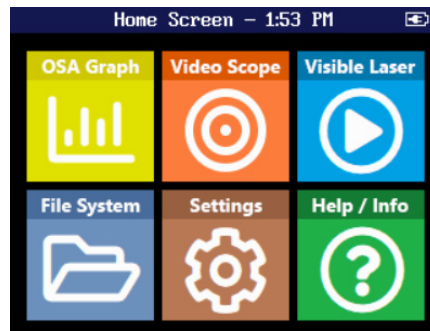 Home Screen - 1:53 PM
OSA Graph Video Scope Visible Laser
File System Settings Help / Info
?